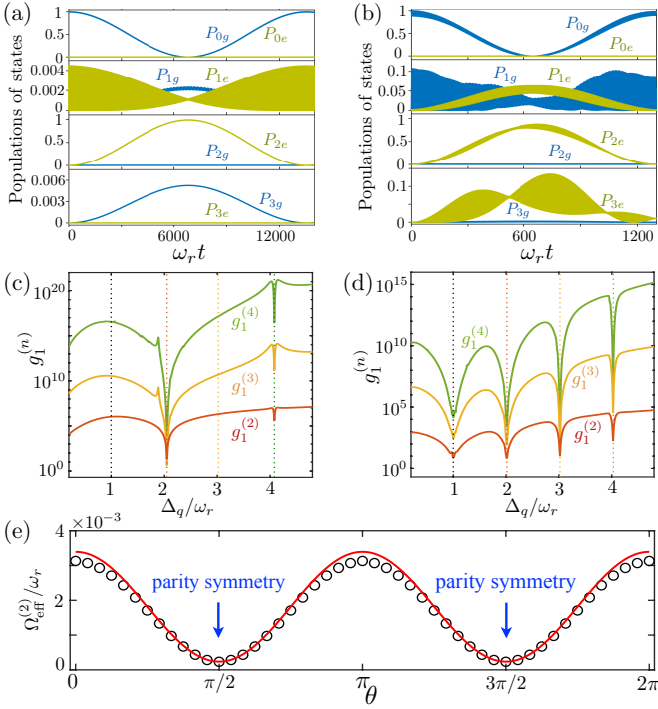 (a)
(b)
Populations of states
1
0.5
0
P0g
P0e
0.004
0.002
0
P1g
P1e
1
0.5
0
P2e
P2g
0.006
0.003
0
P3g
P3e
0
6000
12000
ωr t
Populations of states
1
0.5
0
P0g
P0e
0.1
0.05
0
P1g
P1e
1
0.5
0
P2e
P2g
0.1
0
P3e
P3g
0
600
1200
ωr t
(c)
(d)
g1(n)
10^20
10^10
10^0
g1(4)
g1(3)
g1(2)
1
2
3
4
Δq/ωr
g1(n)
10^15
10^10
10^5
10^0
g1(4)
g1(3)
g1(2)
1
2
3
4
Δq/ωr
(e)
×10^−3
Ωeff(2)/ωr
4
2
0
parity symmetry
parity symmetry
0
π/2
π
3π/2
2π
θ